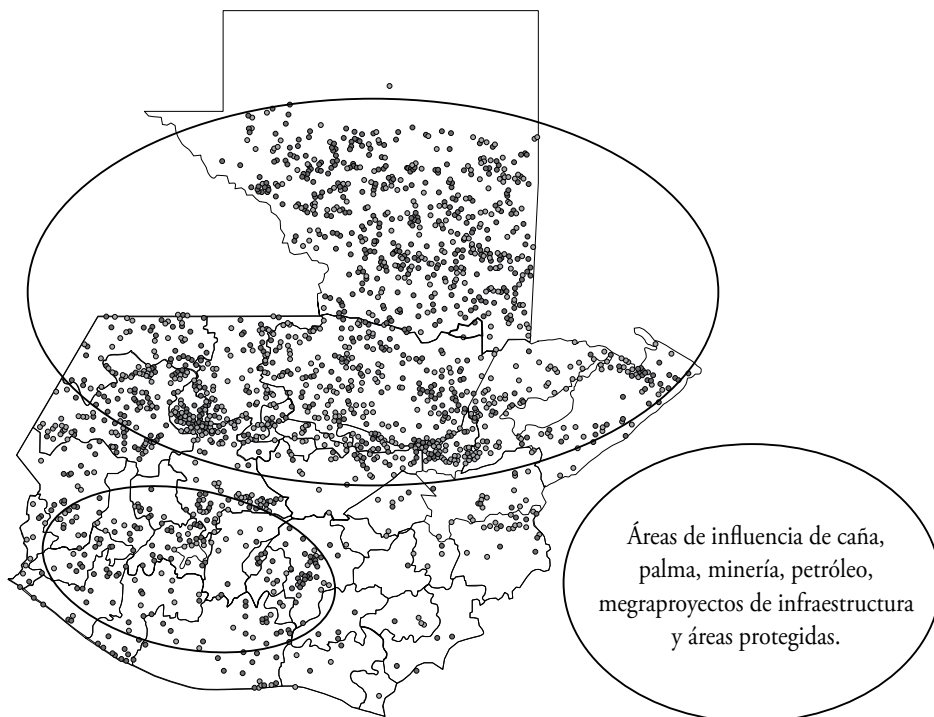 Áreas de influencia de caña,
palma, minería, petróleo,
megraproyectos de infraestructura
y áreas protegidas.